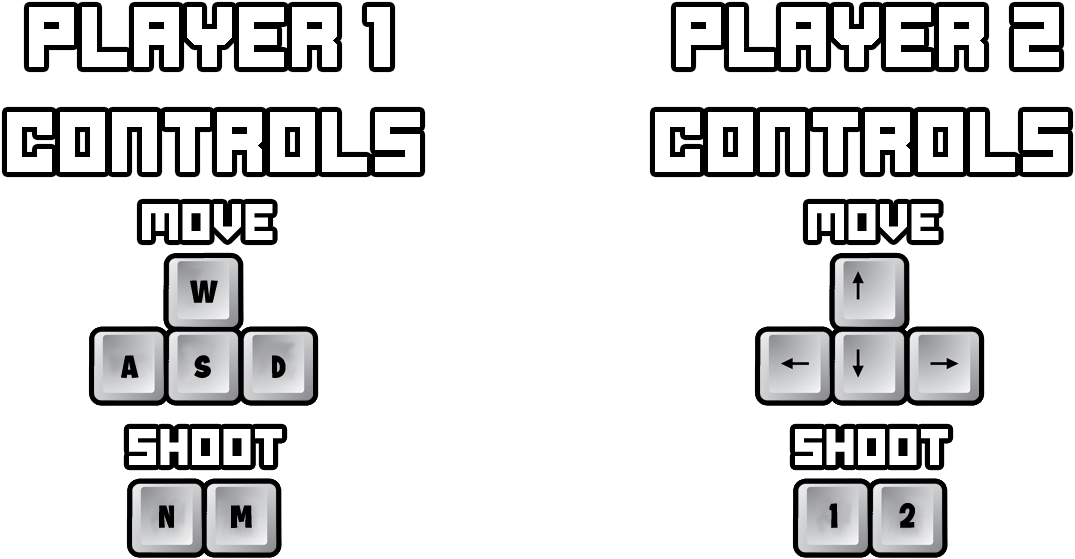 PLAYER 1
CONTROLS
MOVE
W
A S D
SHOOT
N M
PLAYER 2
CONTROLS
MOVE
↑
← ↓ →
SHOOT
1 2